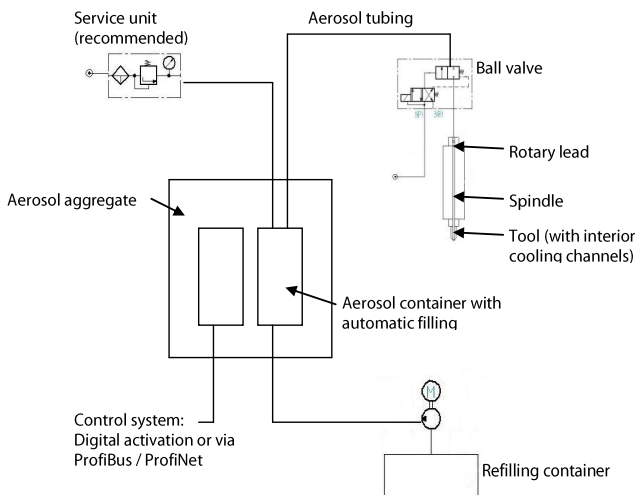 Service unit
(recommended)
Aerosol tubing
Ball valve
Rotary lead
Spindle
Tool (with interior
cooling channels)
Aerosol aggregate
Aerosol container with
automatic filling
Control system:
Digital activation or via
ProfiBus / ProfiNet
M
Refilling container